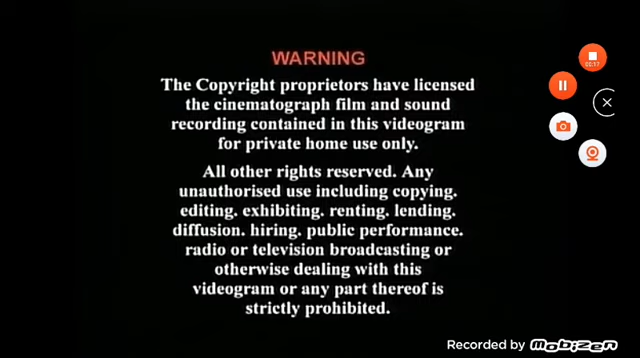 WARNING
The Copyright proprietors have licensed
the cinematograph film and sound
recording contained in this videogram
for private home use only.
All other rights reserved. Any
unauthorised use including copying.
editing. exhibiting. renting. lending.
diffusion. hiring. public performance.
radio or television broadcasting or
otherwise dealing with this
videogram or any part thereof is
strictly prohibited.
00:17
Recorded by Mobizen